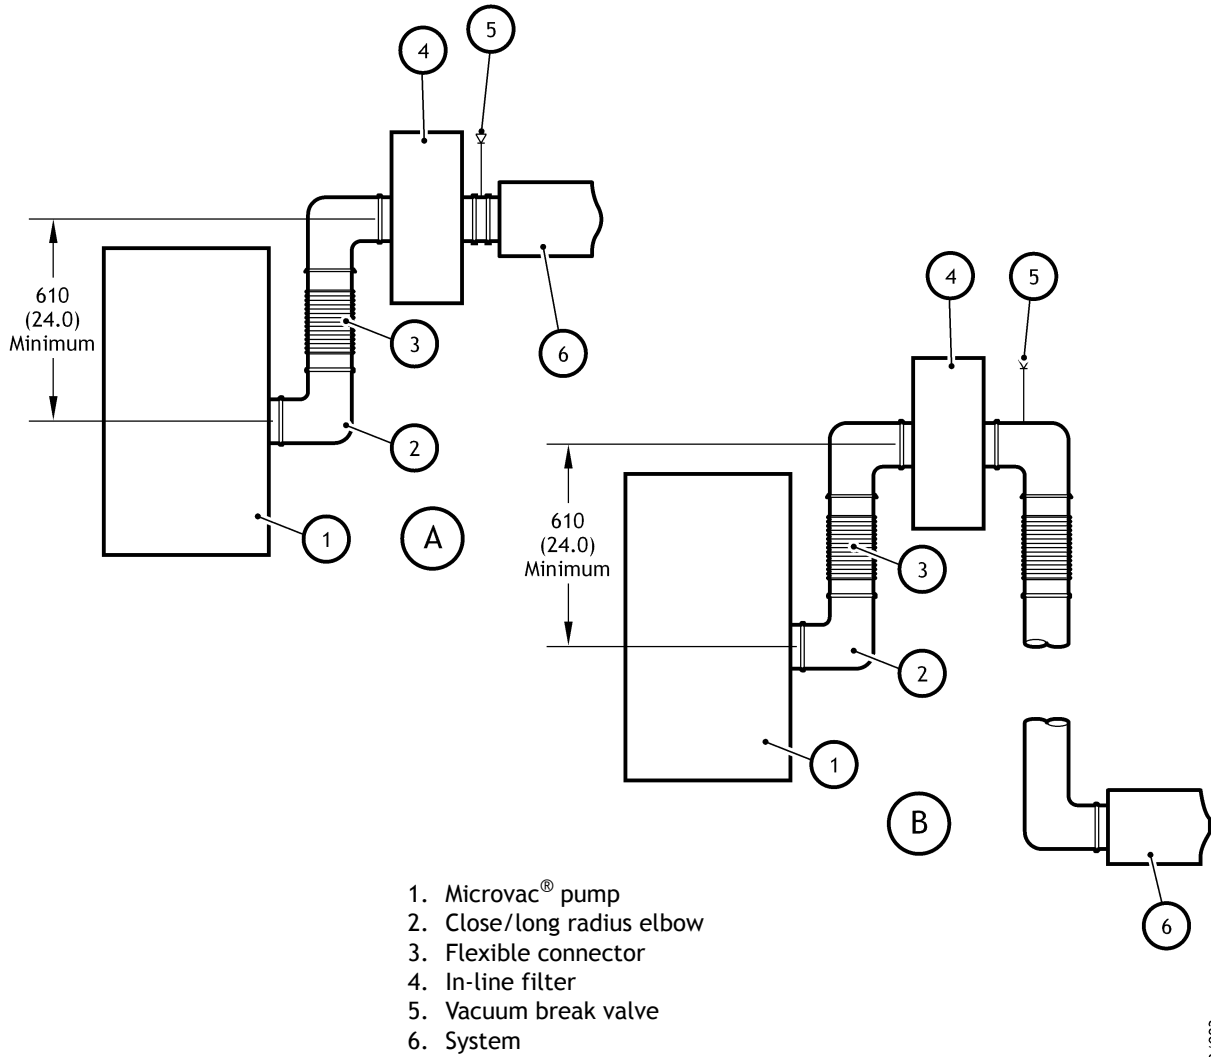 5
4
610
(24.0)
Minimum
3
6
2
1
A
4
5
610
(24.0)
Minimum
3
2
1
B
6
1. Microvac® pump
2. Close/long radius elbow
3. Flexible connector
4. In-line filter
5. Vacuum break valve
6. System